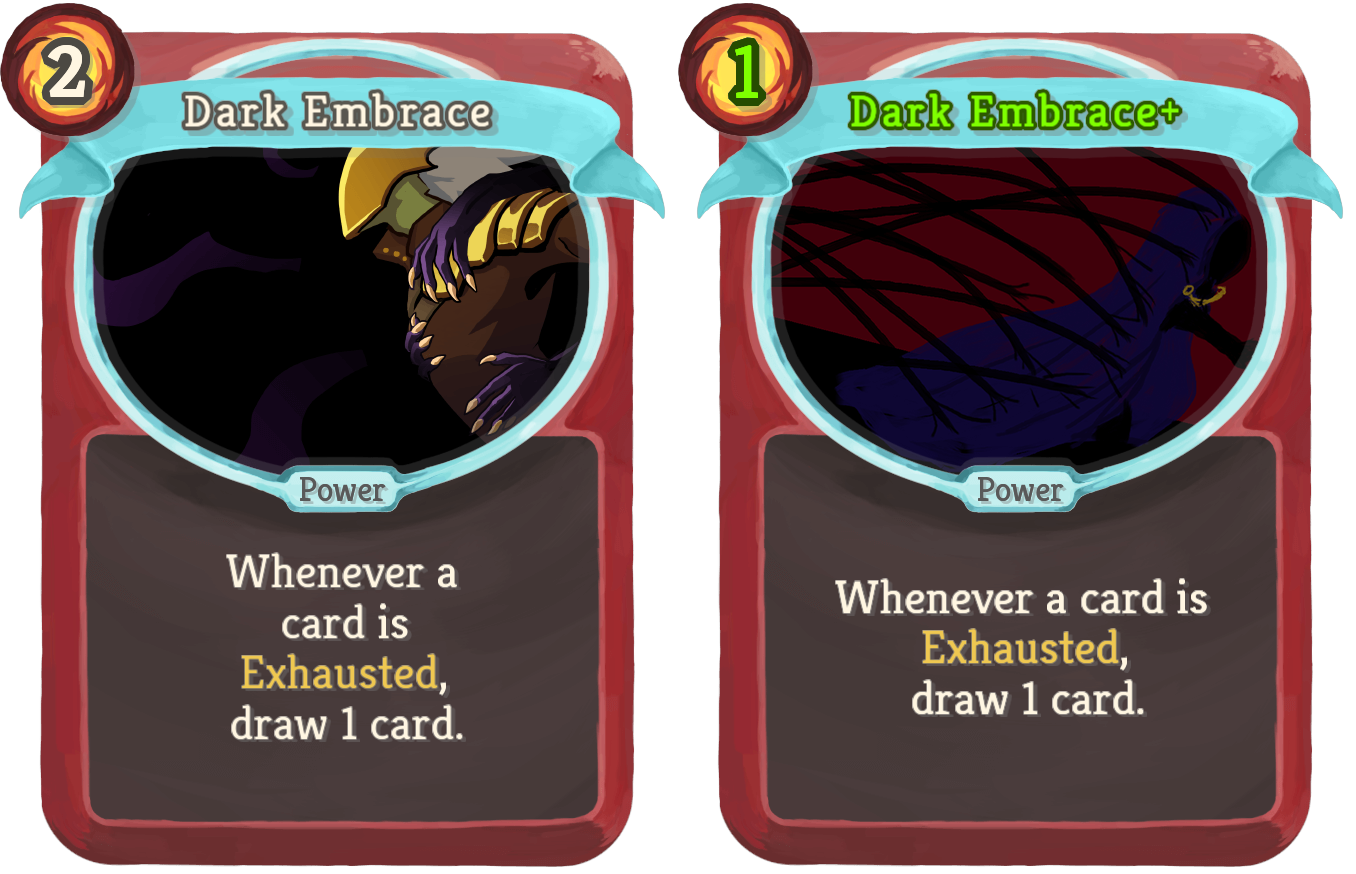 2
Dark Embrace
Power
Whenever a
card is
Exhausted,
draw 1 card.
1
Dark Embrace+
Power
Whenever a card is
Exhausted,
draw 1 card.